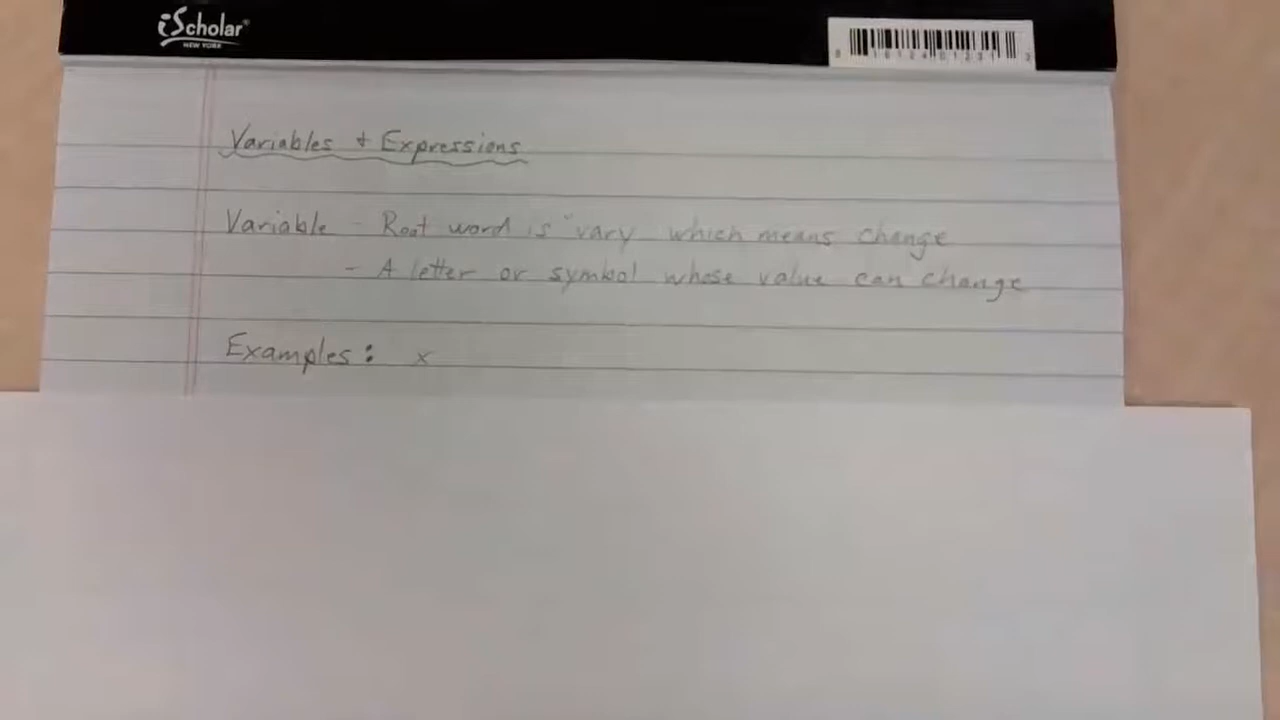 iScholar
NEW YORK
Variables + Expressions
Variable - Root word is "vary which means change
- A letter or symbol whose value can change
Examples: x